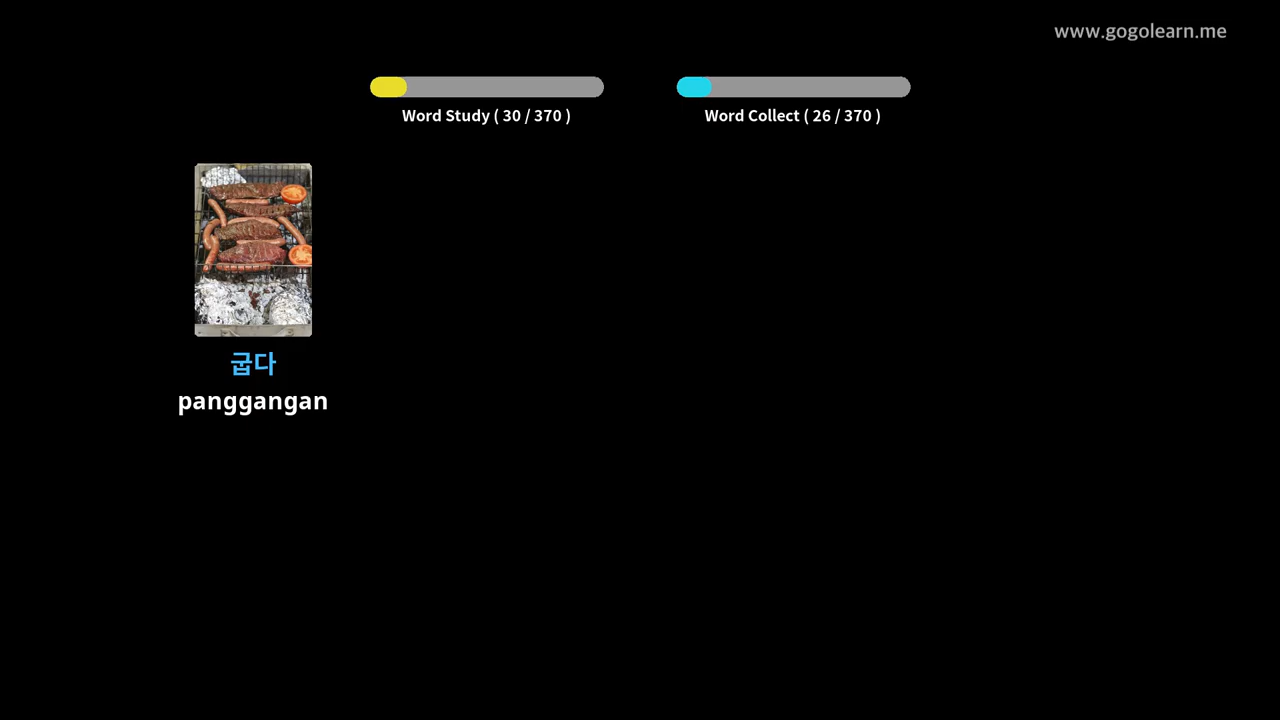 www.gogolearn.me
Word Study ( 30 / 370 )
Word Collect ( 26 / 370 )
굽다
panggangan